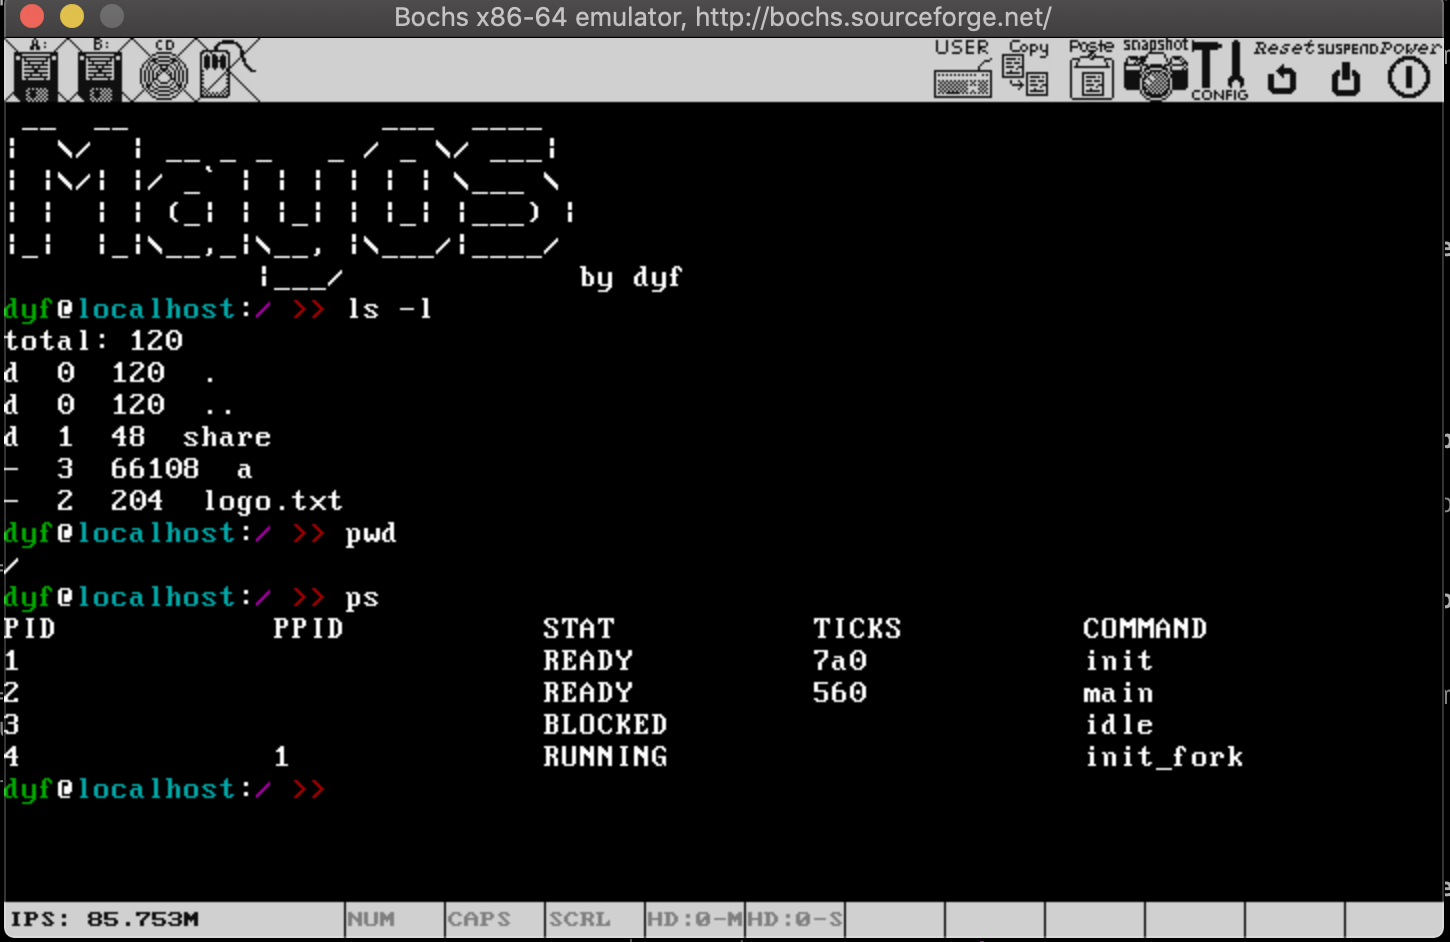 Bochs x86-64 emulator, http://bochs.sourceforge.net/
A: B: CD USER Copy Paste snapshot CONFIG Reset SUSPEND Power
MayOS
by dyf
dyf@localhost:/ >> ls -l
total: 120
d 0 120 .
d 0 120 ..
d 1 48 share
- 3 66108 a
- 2 204 logo.txt
dyf@localhost:/ >> pwd
/
dyf@localhost:/ >> ps
PID PPID STAT TICKS COMMAND
1 READY 7a0 init
2 READY 560 main
3 BLOCKED idle
4 1 RUNNING init_fork
dyf@localhost:/ >>
IPS: 85.753M NUM CAPS SCRL HD:0-M HD:0-S